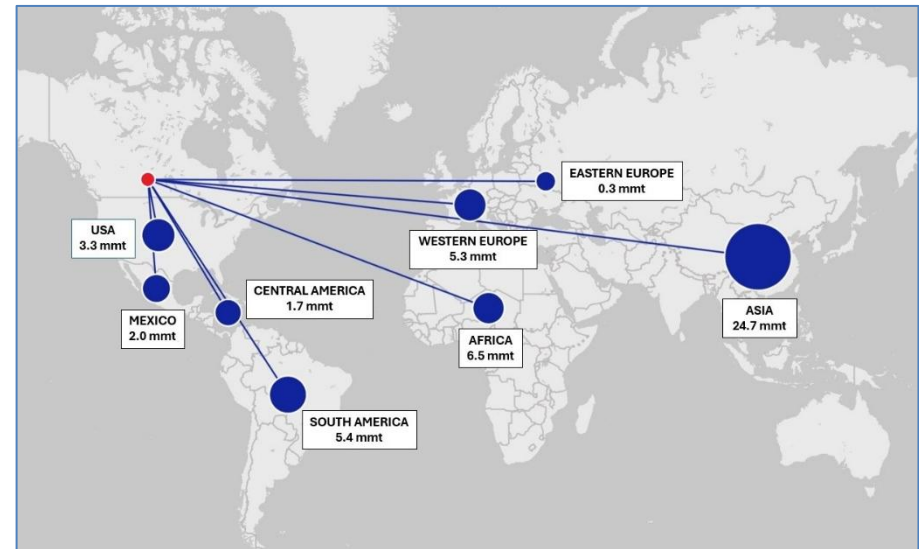 EASTERN EUROPE
0.3 mmt
USA
3.3 mmt
WESTERN EUROPE
5.3 mmt
CENTRAL AMERICA
1.7 mmt
MEXICO
2.0 mmt
ASIA
24.7 mmt
AFRICA
6.5 mmt
SOUTH AMERICA
5.4 mmt